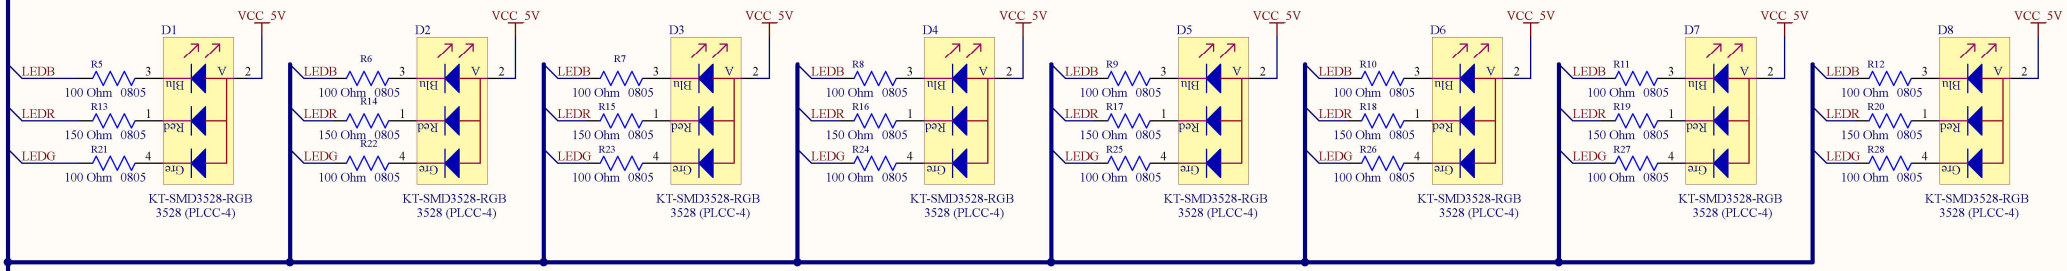 VCC_5V
D1
LEDB R5 3 A 2
100 Ohm 0805 Blu
LEDR R13 1 Red
150 Ohm 0805
LEDG R21 4 Gre
100 Ohm 0805
KT-SMD3528-RGB
3528 (PLCC-4)
VCC_5V
D2
LEDB R6 3 A 2
100 Ohm 0805 Blu
LEDR R14 1 Red
150 Ohm 0805
LEDG R22 4 Gre
100 Ohm 0805
KT-SMD3528-RGB
3528 (PLCC-4)
VCC_5V
D3
LEDB R7 3 A 2
100 Ohm 0805 Blu
LEDR R15 1 Red
150 Ohm 0805
LEDG R23 4 Gre
100 Ohm 0805
KT-SMD3528-RGB
3528 (PLCC-4)
VCC_5V
D4
LEDB R8 3 A 2
100 Ohm 0805 Blu
LEDR R16 1 Red
150 Ohm 0805
LEDG R24 4 Gre
100 Ohm 0805
KT-SMD3528-RGB
3528 (PLCC-4)
VCC_5V
D5
LEDB R9 3 A 2
100 Ohm 0805 Blu
LEDR R17 1 Red
150 Ohm 0805
LEDG R25 4 Gre
100 Ohm 0805
KT-SMD3528-RGB
3528 (PLCC-4)
VCC_5V
D6
LEDB R10 3 A 2
100 Ohm 0805 Blu
LEDR R18 1 Red
150 Ohm 0805
LEDG R26 4 Gre
100 Ohm 0805
KT-SMD3528-RGB
3528 (PLCC-4)
VCC_5V
D7
LEDB R11 3 A 2
100 Ohm 0805 Blu
LEDR R19 1 Red
150 Ohm 0805
LEDG R27 4 Gre
100 Ohm 0805
KT-SMD3528-RGB
3528 (PLCC-4)
VCC_5V
D8
LEDB R12 3 A 2
100 Ohm 0805 Blu
LEDR R20 1 Red
150 Ohm 0805
LEDG R28 4 Gre
100 Ohm 0805
KT-SMD3528-RGB
3528 (PLCC-4)